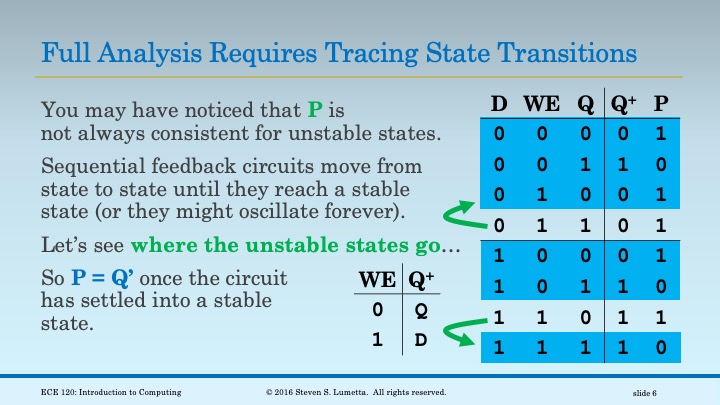 Full Analysis Requires Tracing State Transitions
You may have noticed that P is
not always consistent for unstable states.
Sequential feedback circuits move from
state to state until they reach a stable
state (or they might oscillate forever).
Let’s see where the unstable states go…
So P = Q’ once the circuit
has settled into a stable
state.
WE Q+
0 Q
1 D
D WE Q Q+ P
0 0 0 0 1
0 0 1 1 0
0 1 0 0 1
0 1 1 0 1
1 0 0 0 1
1 0 1 1 0
1 1 0 1 1
1 1 1 1 0
ECE 120: Introduction to Computing
© 2016 Steven S. Lumetta. All rights reserved.
slide 6